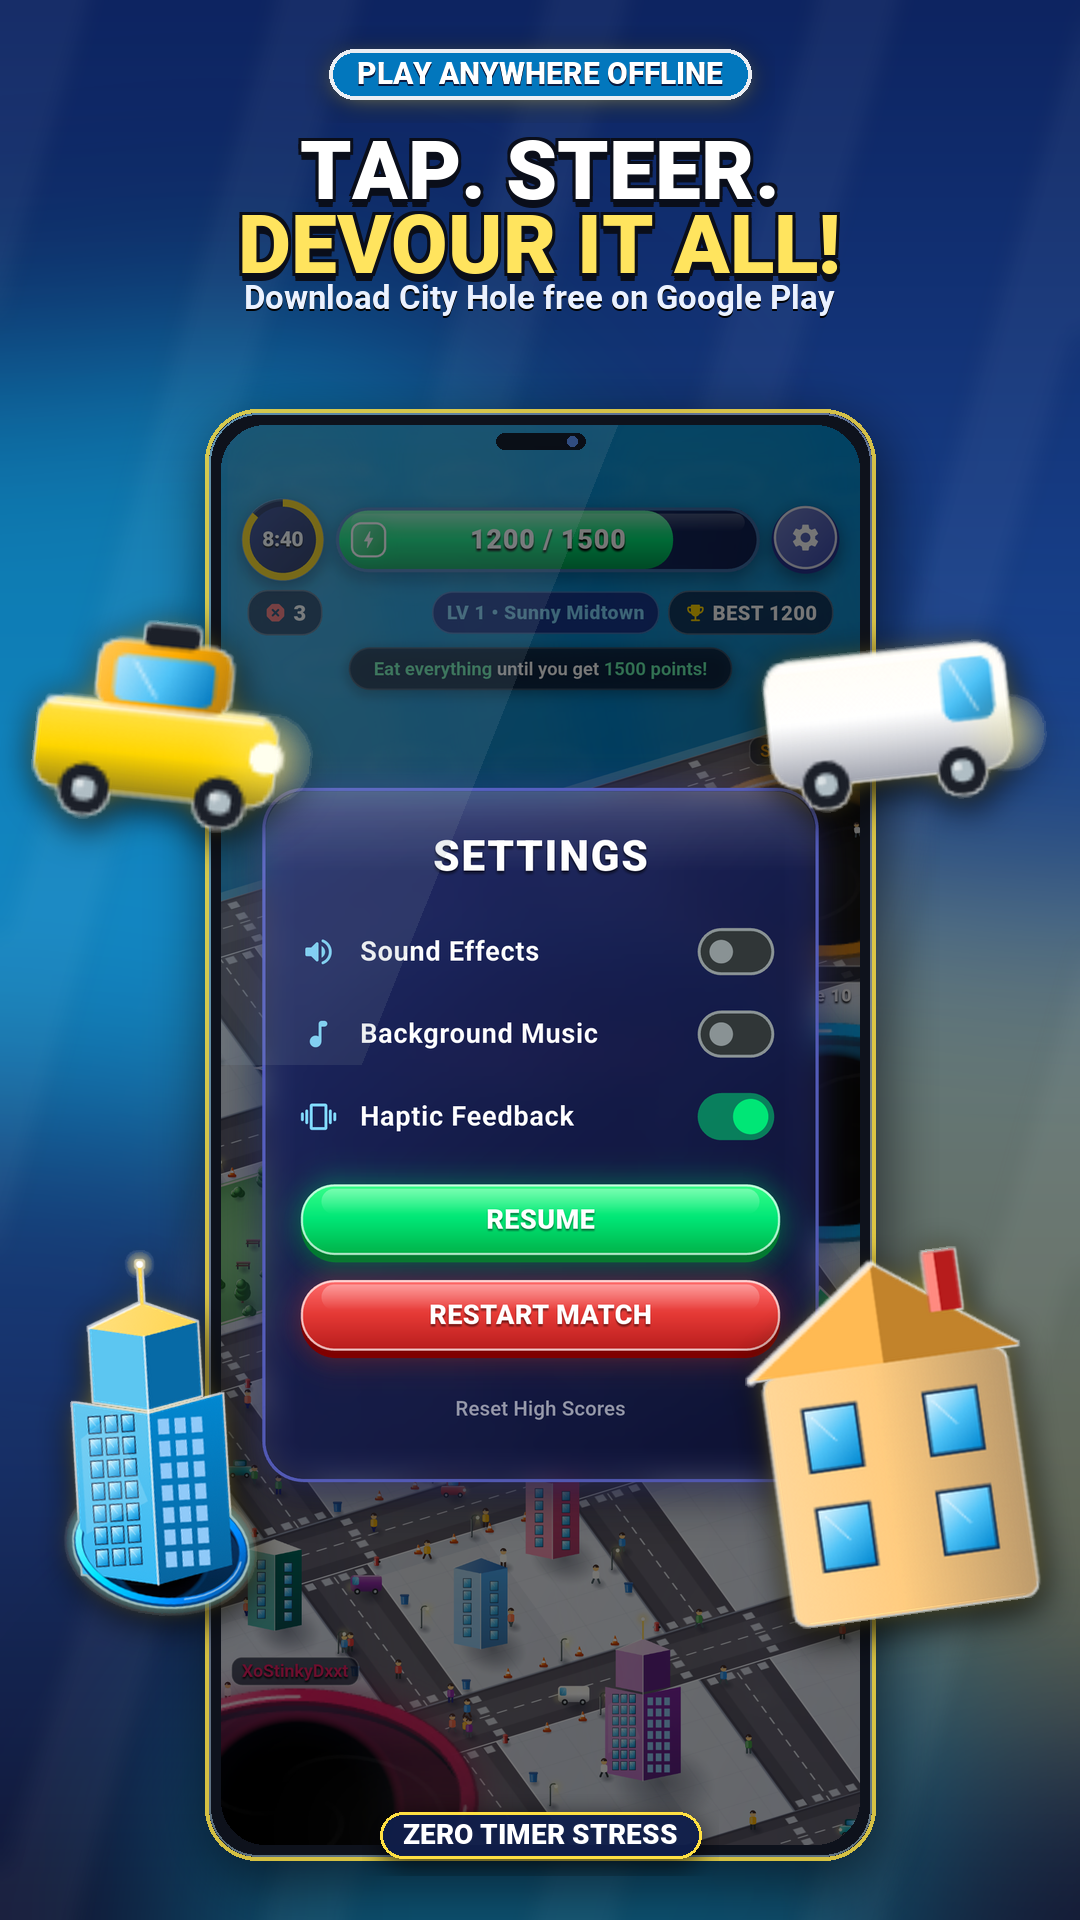 PLAY ANYWHERE OFFLINE
TAP. STEER.
DEVOUR IT ALL!
Download City Hole free on Google Play
8:40
1200 / 1500
3
LV 1 • Sunny Midtown
BEST 1200
Eat everything until you get 1500 points!
SETTINGS
Sound Effects
e 10
Background Music
Haptic Feedback
RESUME
RESTART MATCH
Reset High Scores
XoStinkyDxxt
ZERO TIMER STRESS